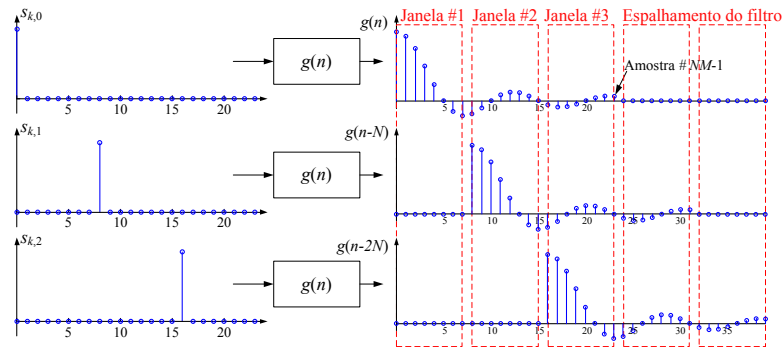 Janela #1 Janela #2 Janela #3 Espalhamento do filtro
s_{k,0}
g(n)
g(n)
Amostra # NM-1
5 10 15 20
5 10 15 20
s_{k,1}
g(n-N)
g(n)
5 10 15 20
5 10 15 20 25 31
s_{k,2}
g(n-2N)
g(n)
5 10 15 20
5 10 15 20 25 31 35